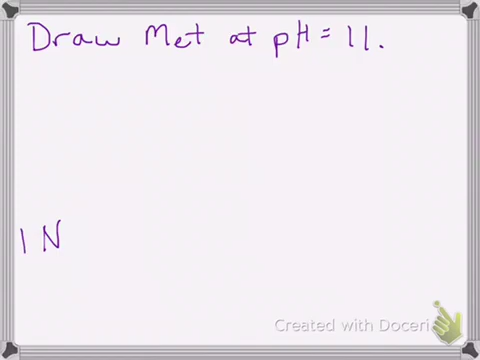 Draw Met at pH = 11.
1 N
Created with Doceri